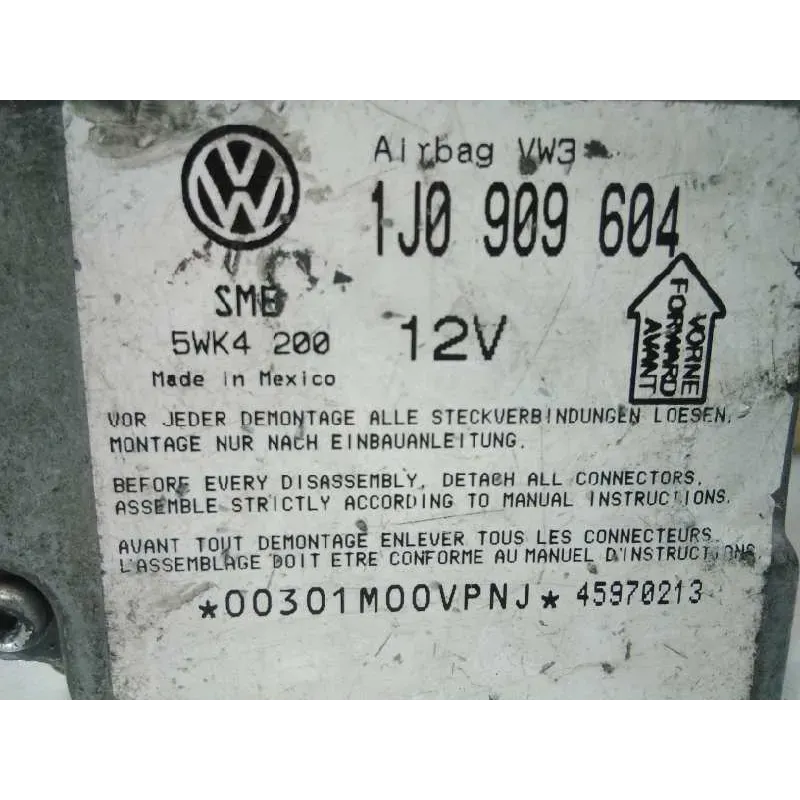 Airbag VW3
1J0 909 604
SME
5WK4 200
12V
Made in Mexico
VORNE
FORWARD
AVANT
VOR JEDER DEMONTAGE ALLE STECKVERBINDUNGEN LOESEN.
MONTAGE NUR NACH EINBAUANLEITUNG.
BEFORE EVERY DISASSEMBLY, DETACH ALL CONNECTORS.
ASSEMBLE STRICTLY ACCORDING TO MANUAL INSTRUCTIONS.
AVANT TOUT DEMONTAGE ENLEVER TOUS LES CONNECTEURS.
L'ASSEMBLAGE DOIT ETRE CONFORME AU MANUEL D'INSTRUCTIONS.
*00301M00VPNJ* 45970213